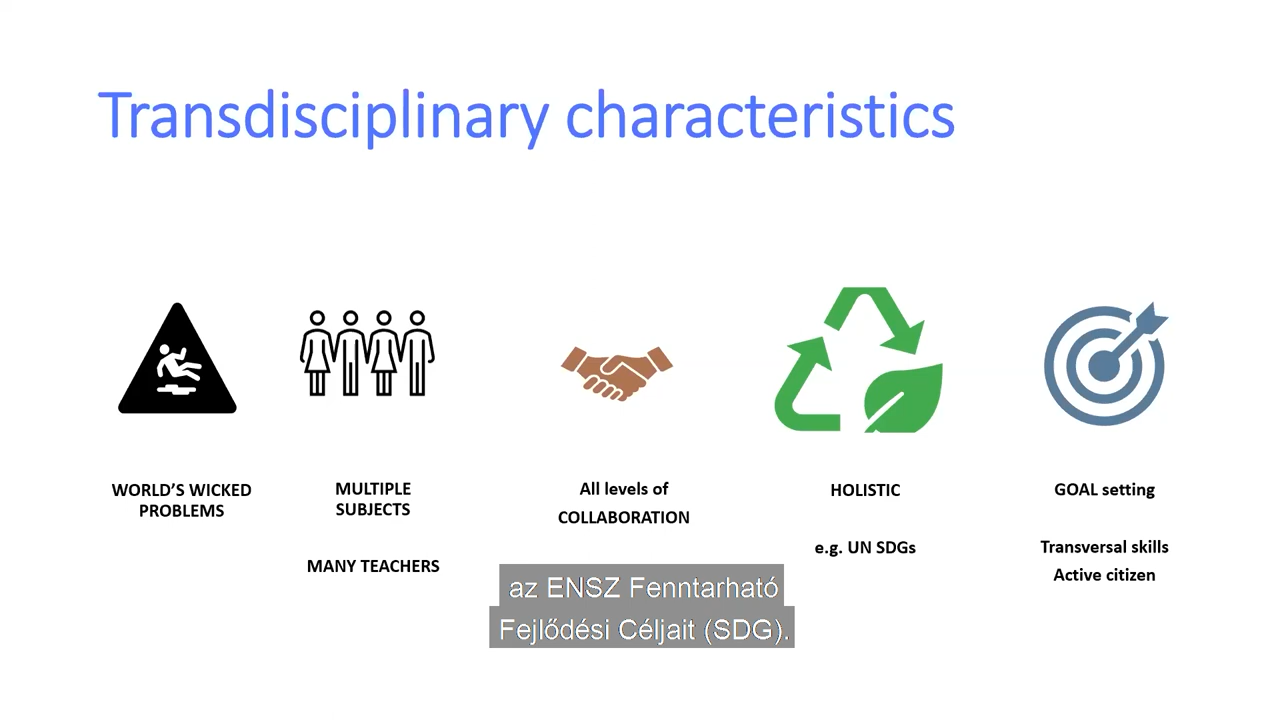 Transdisciplinary characteristics
WORLD’S WICKED
PROBLEMS
MULTIPLE
SUBJECTS
MANY TEACHERS
All levels of
COLLABORATION
HOLISTIC
e.g. UN SDGs
GOAL setting
Transversal skills
Active citizen
az ENSZ Fenntartható
Fejlődési Céljait (SDG).